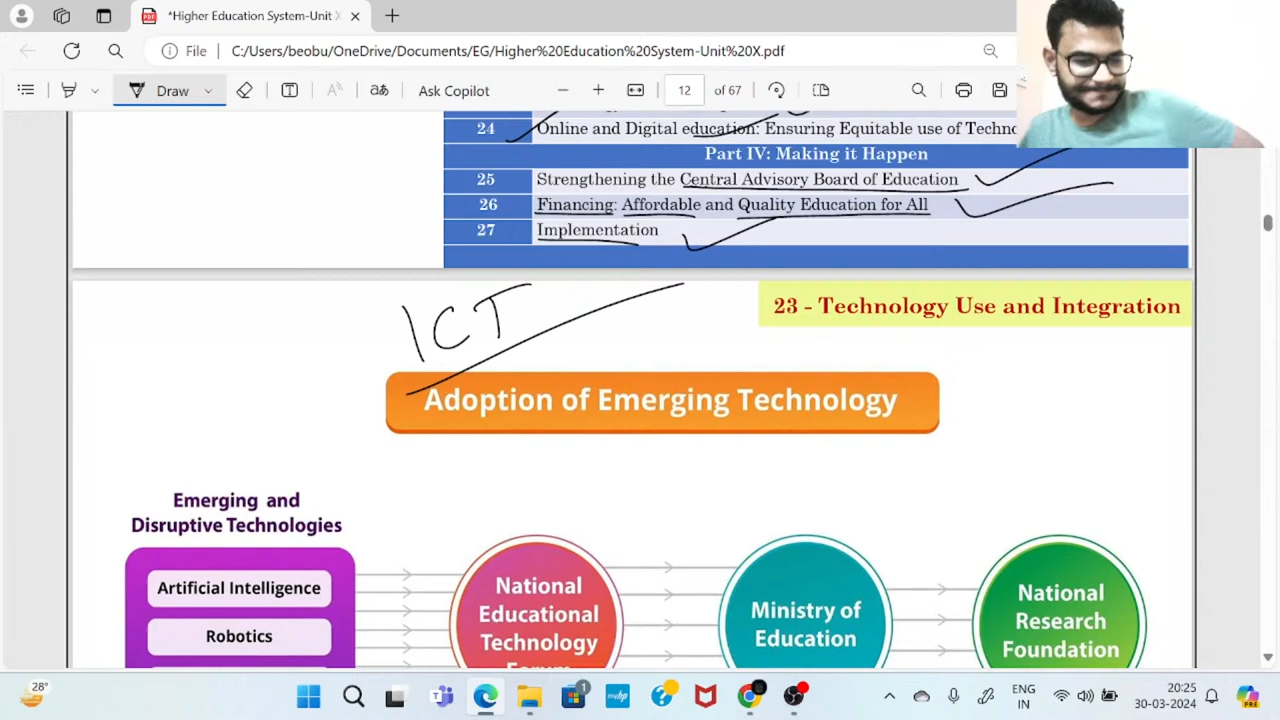 *Higher Education System-Unit X
File
C:/Users/beobu/OneDrive/Documents/EG/Higher%20Education%20System-Unit%20X.pdf
Draw
Ask Copilot
12 of 67
24 Online and Digital education: Ensuring Equitable use of Techno
Part IV: Making it Happen
25 Strengthening the Central Advisory Board of Education
26 Financing: Affordable and Quality Education for All
27 Implementation
ICT
23 - Technology Use and Integration
Adoption of Emerging Technology
Emerging and
Disruptive Technologies
Artificial Intelligence
Robotics
National
Educational
Technology
Forum
Ministry of
Education
National
Research
Foundation
28°
1
ENG
IN
20:25
30-03-2024
PRE